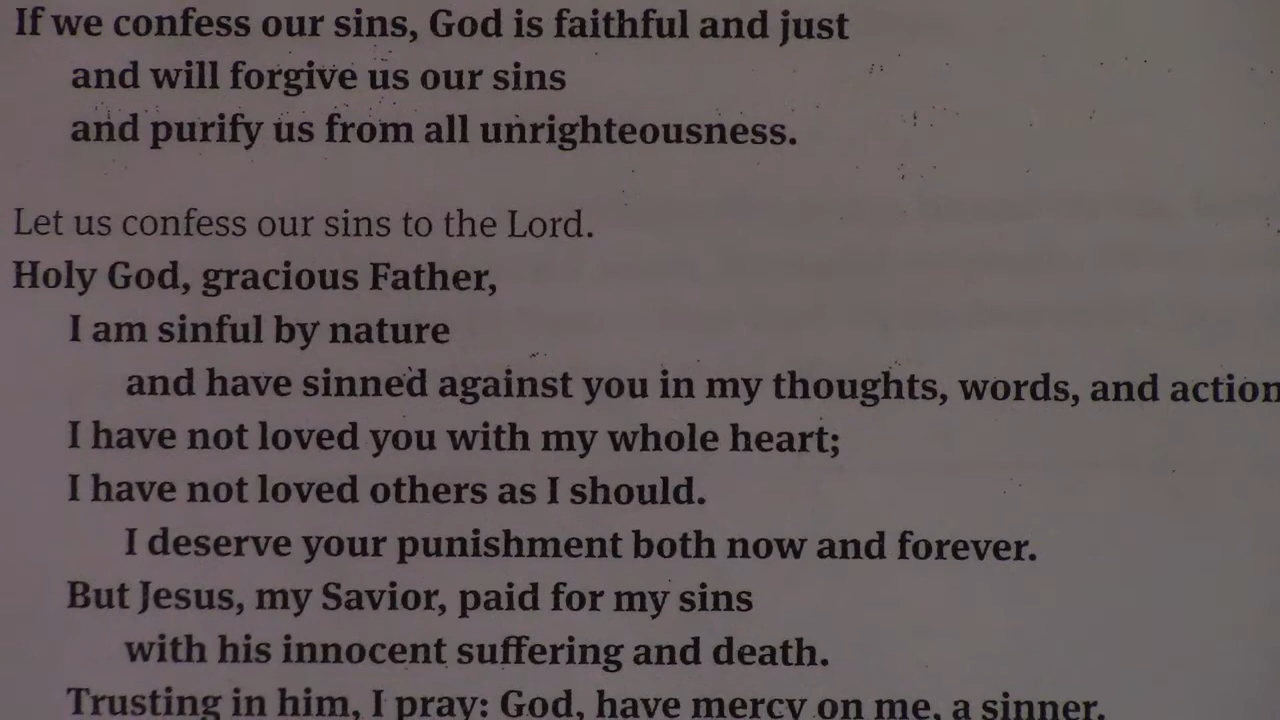 If we confess our sins, God is faithful and just
and will forgive us our sins
and purify us from all unrighteousness.
Let us confess our sins to the Lord.
Holy God, gracious Father,
I am sinful by nature
and have sinned against you in my thoughts, words, and action
I have not loved you with my whole heart;
I have not loved others as I should.
I deserve your punishment both now and forever.
But Jesus, my Savior, paid for my sins
with his innocent suffering and death.
Trusting in him, I pray: God, have mercy on me, a sinner.